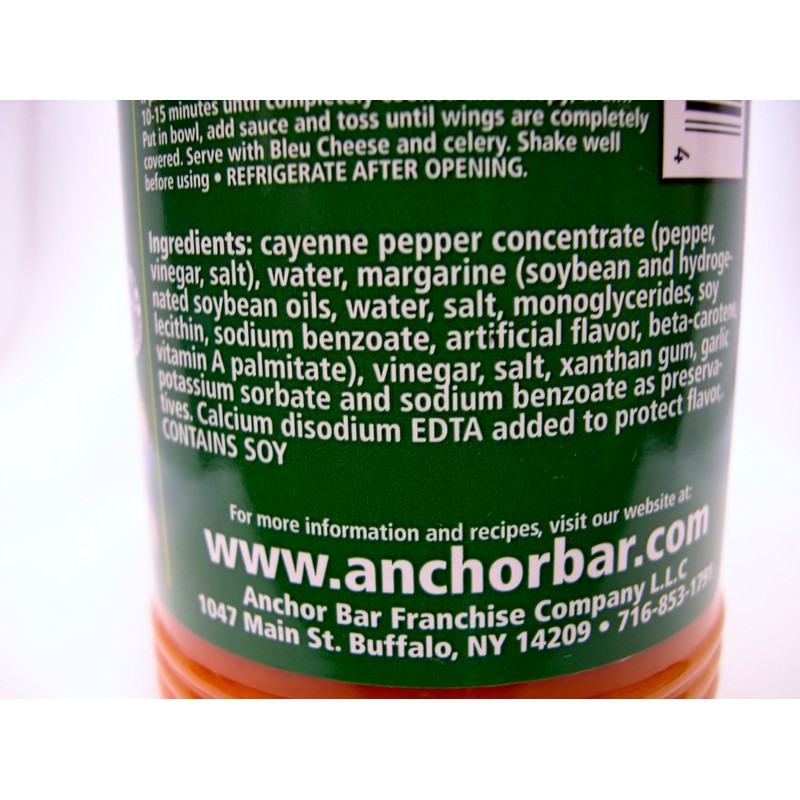 10-15 minutes until completely
Put in bowl, add sauce and toss until wings are completely
covered. Serve with Bleu Cheese and celery. Shake well
before using • REFRIGERATE AFTER OPENING.
4
Ingredients: cayenne pepper concentrate (pepper,
vinegar, salt), water, margarine (soybean and hydroge-
nated soybean oils, water, salt, monoglycerides, soy
lecithin, sodium benzoate, artificial flavor, beta-carotene,
vitamin A palmitate), vinegar, salt, xanthan gum, garlic
potassium sorbate and sodium benzoate as preserva-
tives. Calcium disodium EDTA added to protect flavor.
CONTAINS SOY
For more information and recipes, visit our website at:
www.anchorbar.com
Anchor Bar Franchise Company L.L.C
1047 Main St. Buffalo, NY 14209 • 716-853-1791